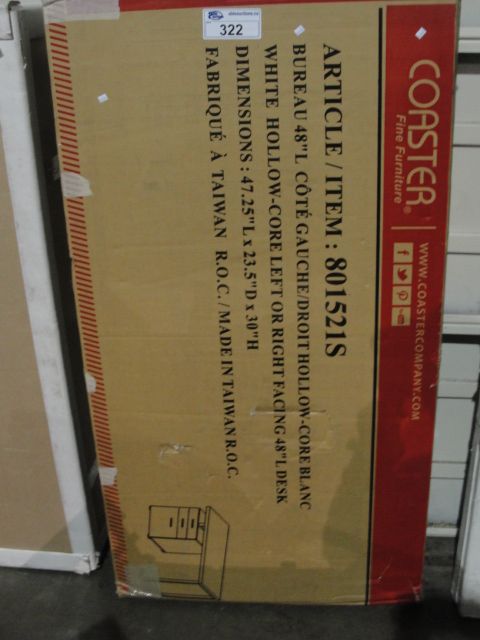 322
COASTER®
Fine Furniture
WWW.COASTERCOMPANY.COM
ARTICLE / ITEM : 801521S
BUREAU 48"L CÔTÉ GAUCHE/DROIT HOLLOW-CORE BLANC
WHITE HOLLOW-CORE LEFT OR RIGHT FACING 48"L DESK
DIMENSIONS : 47.25"L x 23.5"D x 30"H
FABRIQUÉ À TAIWAN R.O.C. / MADE IN TAIWAN R.O.C.